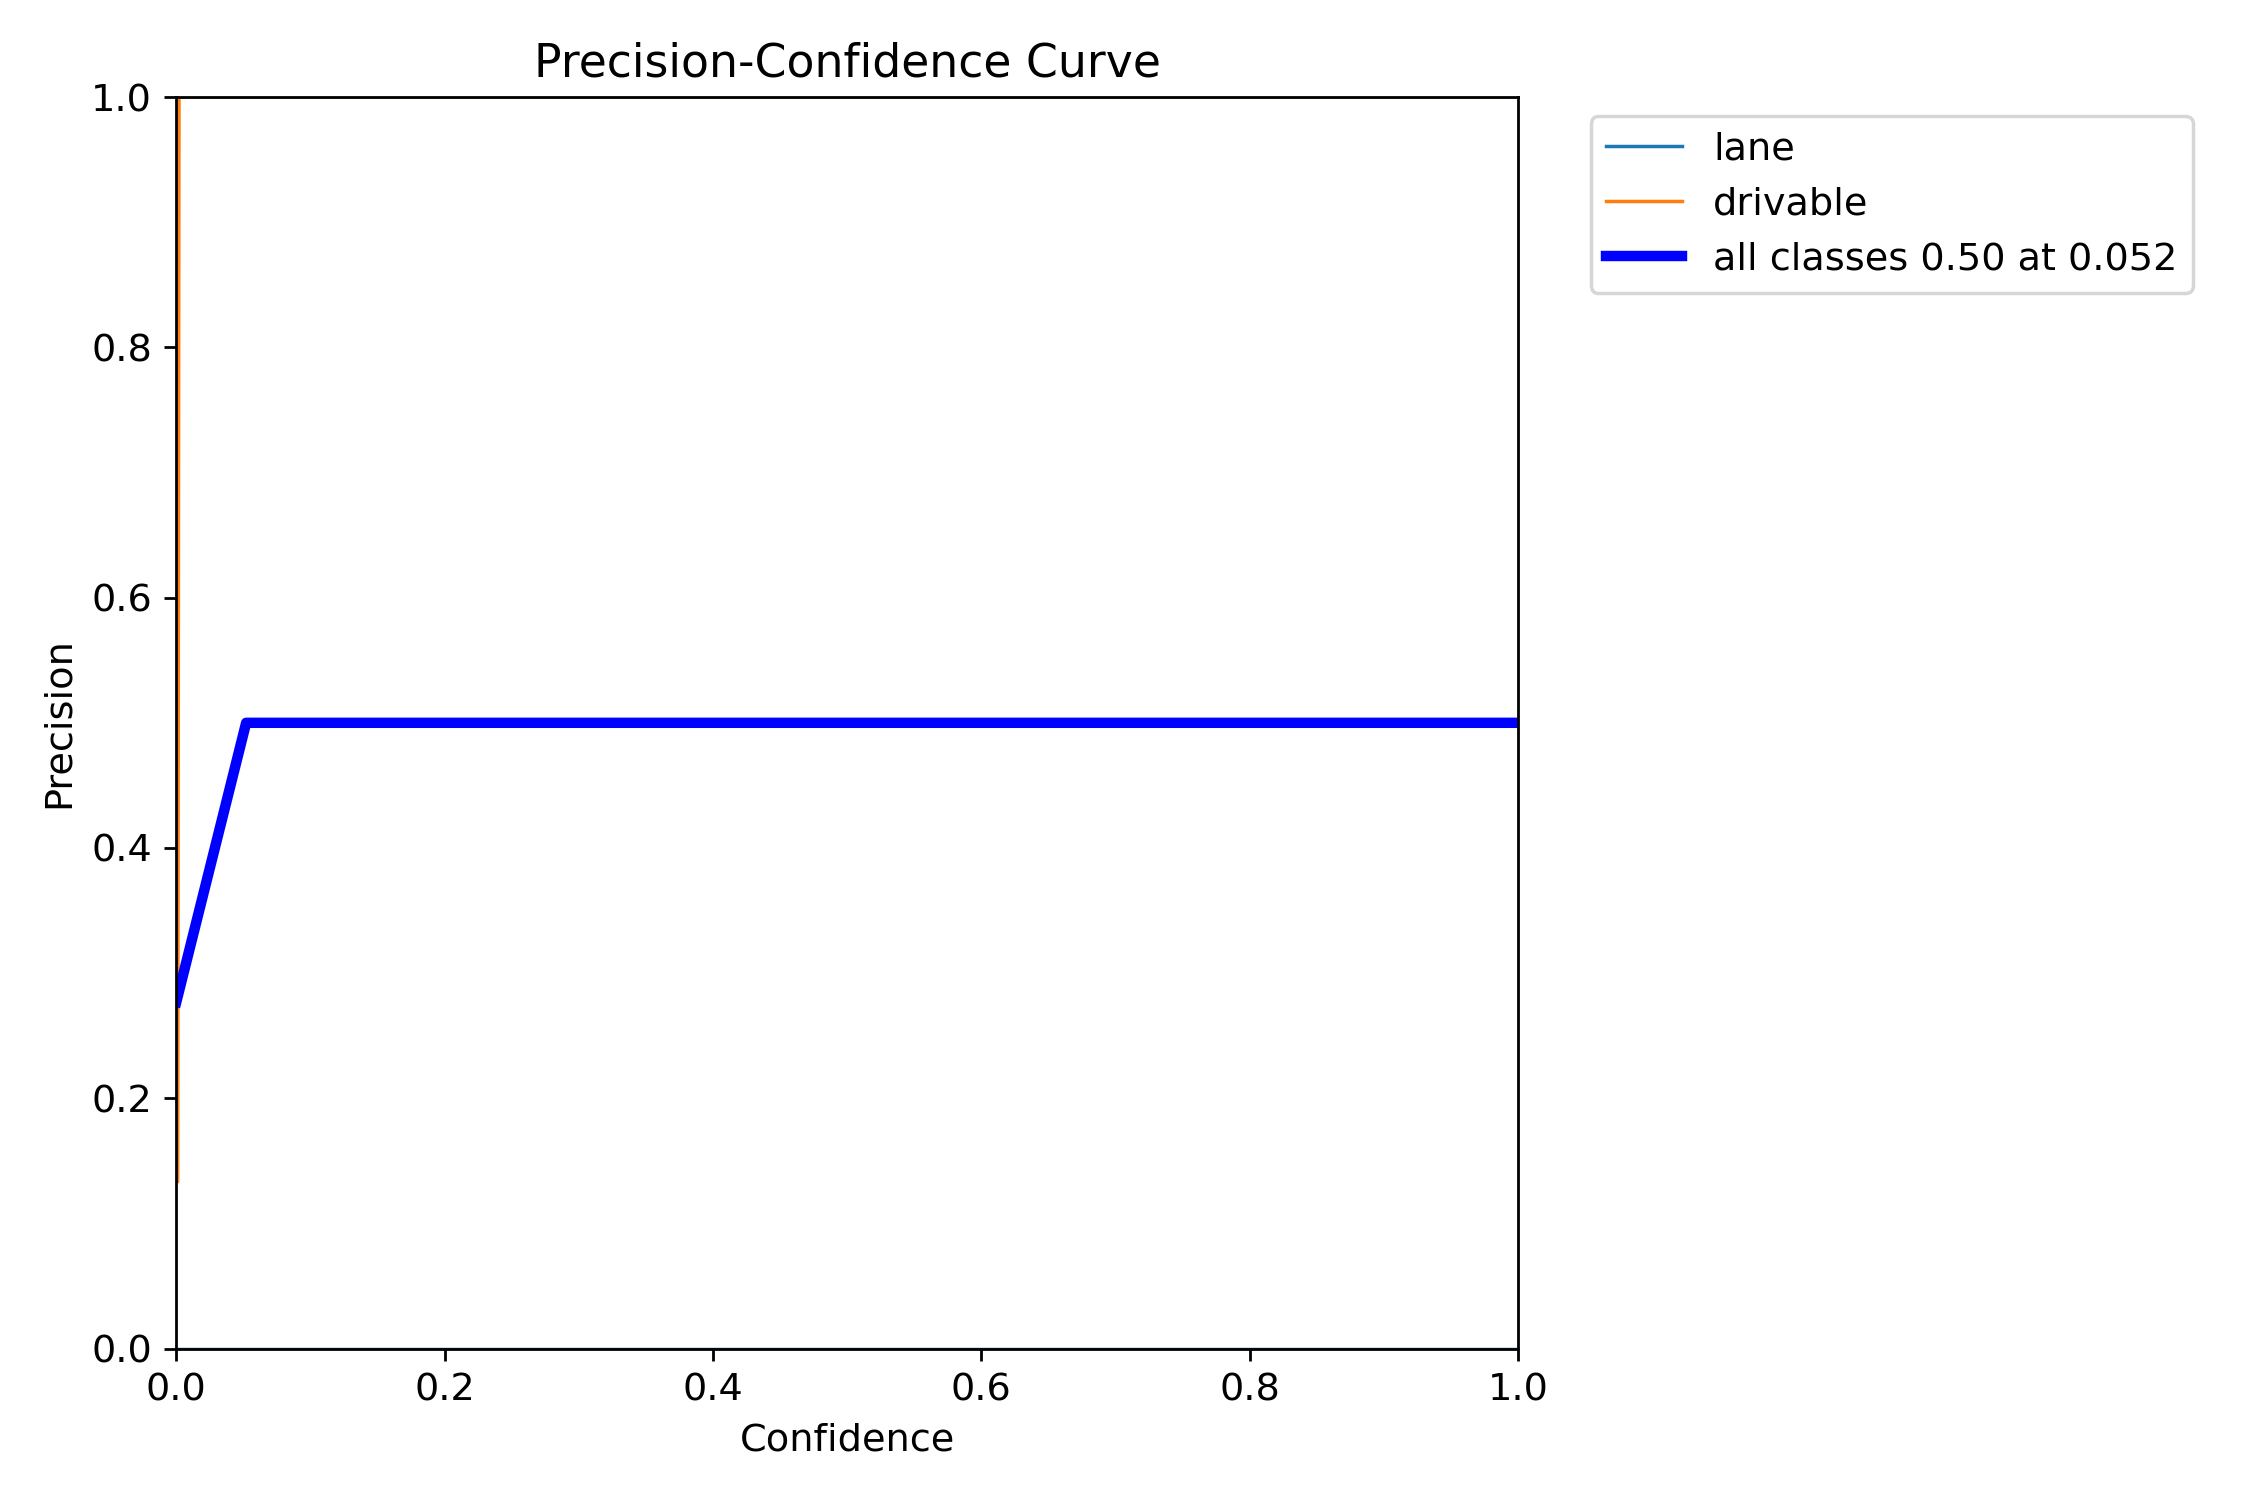 Precision-Confidence Curve
1.0
0.8
0.6
0.4
0.2
0.0
Precision
0.0 0.2 0.4 0.6 0.8 1.0
Confidence
lane
drivable
all classes 0.50 at 0.052